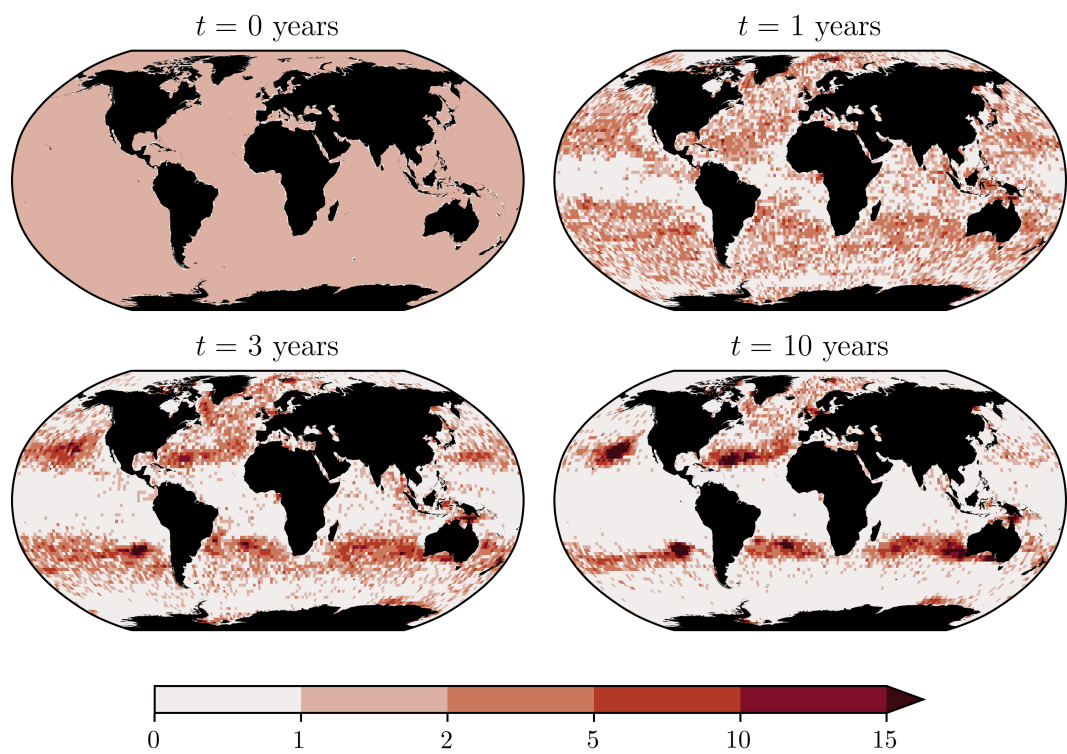 t = 0 years
t = 1 years
t = 3 years
t = 10 years
0 1 2 5 10 15